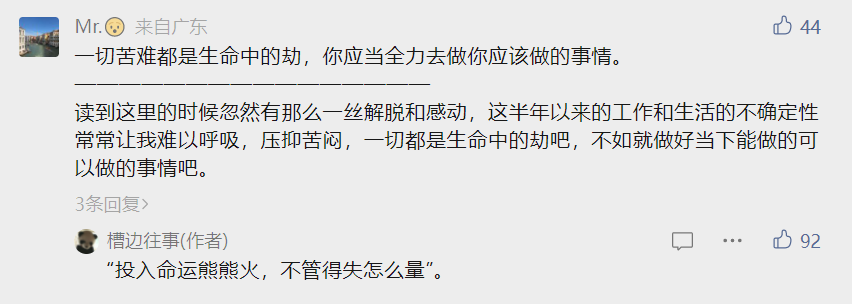 Mr.😮 来自广东 44
一切苦难都是生命中的劫，你应当全力去做你应该做的事情。
————————————————
读到这里的时候忽然有那么一丝解脱和感动，这半年以来的工作和生活的不确定性
常常让我难以呼吸，压抑苦闷，一切都是生命中的劫吧，不如就做好当下能做的可
以做的事情吧。
3条回复>
槽边往事(作者) 92
“投入命运熊熊火，不管得失怎么量”。